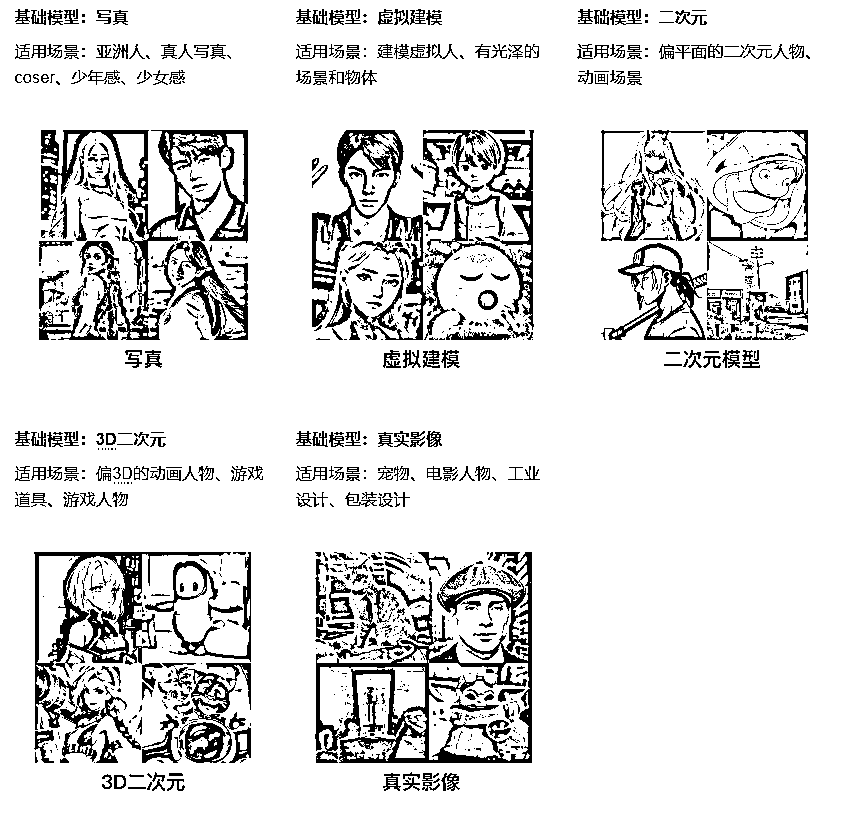 基础模型：写真
适用场景：亚洲人、真人写真、
coser、少年感、少女感
写真
基础模型：虚拟建模
适用场景：建模虚拟人、有光泽的
场景和物体
虚拟建模
基础模型：二次元
适用场景：偏平面的二次元人物、
动画场景
二次元模型
基础模型：3D二次元
适用场景：偏3D的动画人物、游戏
道具、游戏人物
3D二次元
基础模型：真实影像
适用场景：宠物、电影人物、工业
设计、包装设计
真实影像